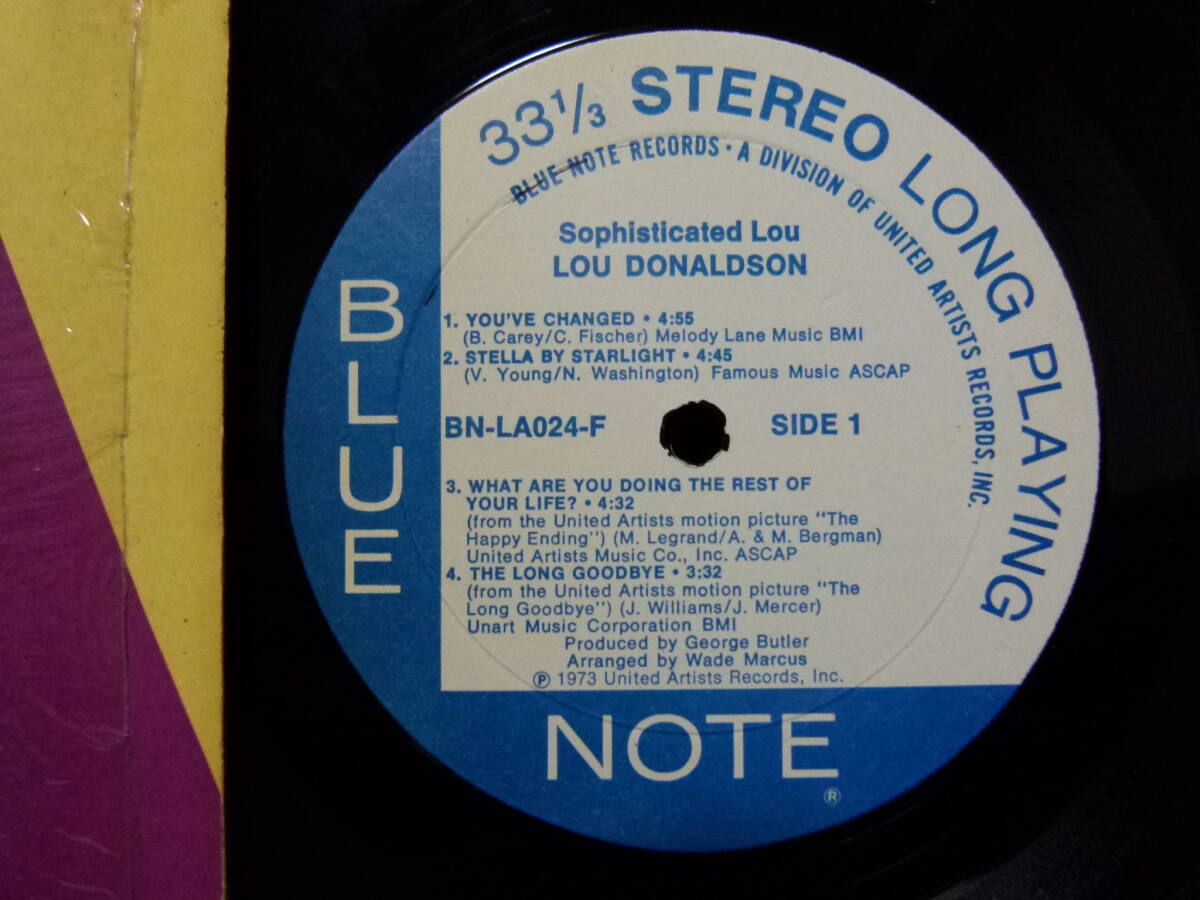 33⅓ STEREO LONG PLAYING
BLUE NOTE RECORDS · A DIVISION OF UNITED ARTISTS RECORDS, INC.
Sophisticated Lou
LOU DONALDSON
1. YOU'VE CHANGED • 4:55
(B. Carey/C. Fischer) Melody Lane Music BMI
2. STELLA BY STARLIGHT • 4:45
(V. Young/N. Washington) Famous Music ASCAP
BN-LA024-F SIDE 1
3. WHAT ARE YOU DOING THE REST OF
YOUR LIFE? • 4:32
(from the United Artists motion picture "The
Happy Ending") (M. Legrand/A. & M. Bergman)
United Artists Music Co., Inc. ASCAP
4. THE LONG GOODBYE • 3:32
(from the United Artists motion picture "The
Long Goodbye") (J. Williams/J. Mercer)
Unart Music Corporation BMI
Produced by George Butler
Arranged by Wade Marcus
℗ 1973 United Artists Records, Inc.
BLUE
NOTE
®